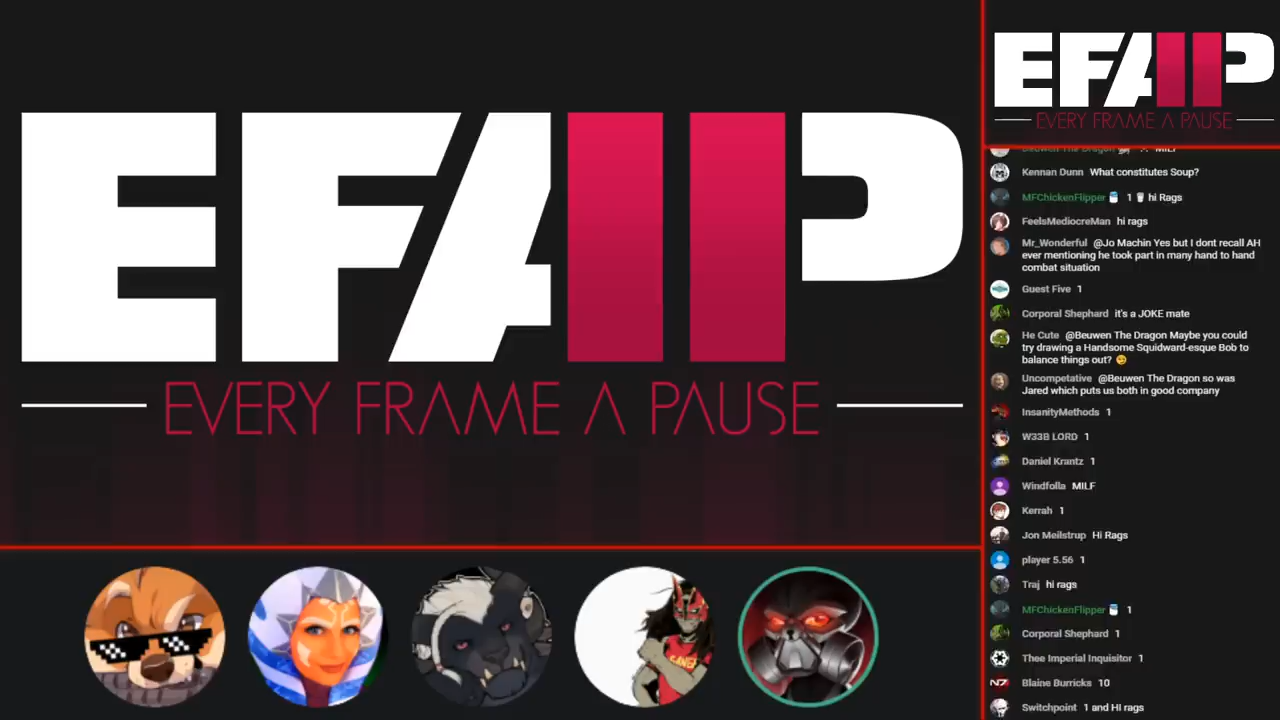 EFAP
EVERY FRAME A PAUSE
EFAP
EVERY FRAME A PAUSE
Beuwen The Dragon MILF
Kennan Dunn What constitutes Soup?
MFChickenFlipper 1 hi Rags
FeelsMediocreMan hi rags
Mr_Wonderful @Jo Machin Yes but I dont recall AH
ever mentioning he took part in many hand to hand
combat situation
Guest Five 1
Corporal Shephard it's a JOKE mate
He Cute @Beuwen The Dragon Maybe you could
try drawing a Handsome Squidward-esque Bob to
balance things out? 😏
Uncompetative @Beuwen The Dragon so was
Jared which puts us both in good company
InsanityMethods 1
W33B LORD 1
Daniel Krantz 1
Windfolla MILF
Kerrah 1
Jon Meilstrup Hi Rags
player 5.56 1
Traj hi rags
MFChickenFlipper 1
Corporal Shephard 1
Thee Imperial Inquisitor 1
N7 Blaine Burricks 10
Switchpoint 1 and HI rags